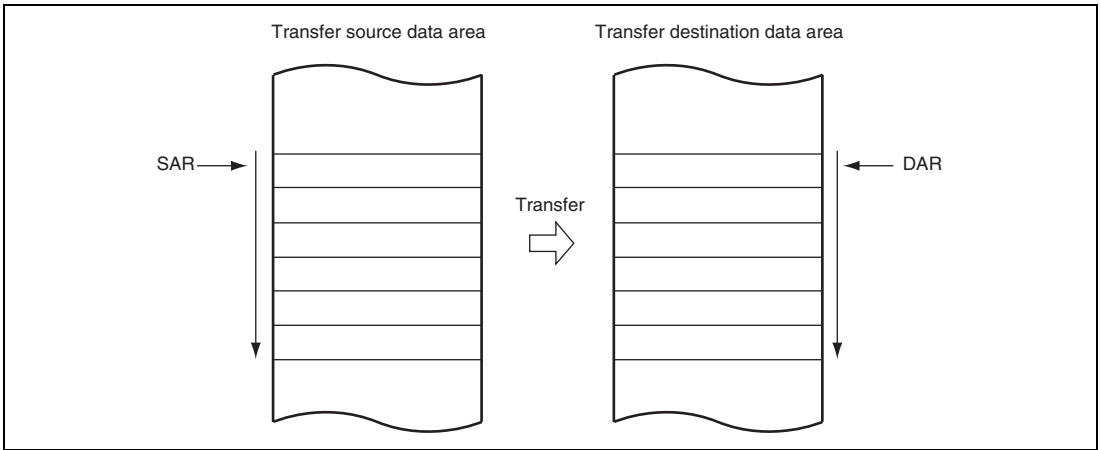 Transfer source data area
Transfer destination data area
SAR
DAR
Transfer